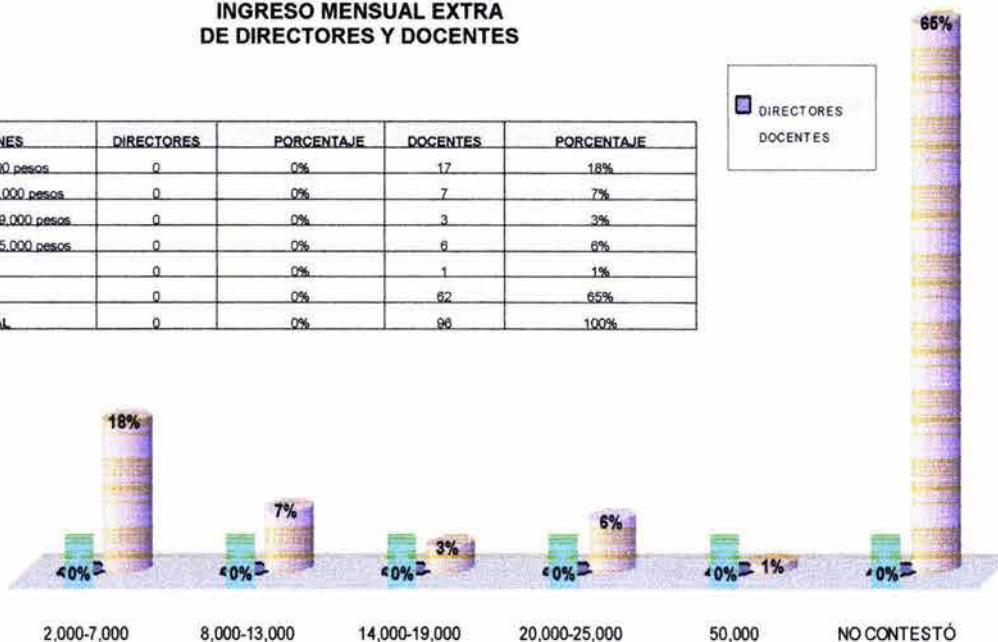 INGRESO MENSUAL EXTRA
DE DIRECTORES Y DOCENTES
65%
DIRECTORES
DOCENTES
NES DIRECTORES PORCENTAJE DOCENTES PORCENTAJE
00 pesos 0 0% 17 18%
,000 pesos 0 0% 7 7%
9,000 pesos 0 0% 3 3%
5,000 pesos 0 0% 6 6%
0 0% 1 1%
0 0% 62 65%
AL 0 0% 96 100%
18%
7%
3%
6%
1%
0% 0% 0% 0% 0% 0%
2,000-7,000 8,000-13,000 14,000-19,000 20,000-25,000 50,000 NO CONTESTÓ